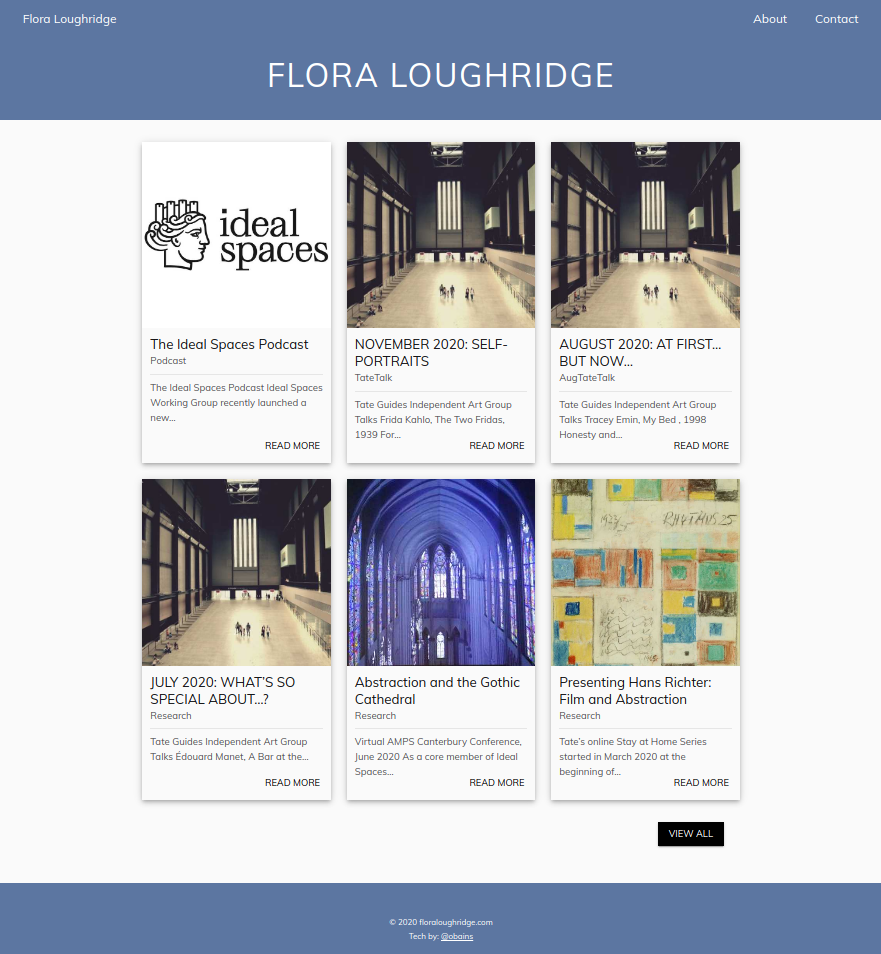 Flora Loughridge
About
Contact
FLORA LOUGHRIDGE
ideal
spaces
The Ideal Spaces Podcast
Podcast
The Ideal Spaces Podcast Ideal Spaces
Working Group recently launched a
new...
READ MORE
NOVEMBER 2020: SELF-
PORTRAITS
TateTalk
Tate Guides Independent Art Group
Talks Frida Kahlo, The Two Fridas,
1939 For...
READ MORE
AUGUST 2020: AT FIRST...
BUT NOW...
AugTateTalk
Tate Guides Independent Art Group
Talks Tracey Emin, My Bed , 1998
Honesty and...
READ MORE
JULY 2020: WHAT'S SO
SPECIAL ABOUT...?
Research
Tate Guides Independent Art Group
Talks Édouard Manet, A Bar at the...
READ MORE
Abstraction and the Gothic
Cathedral
Research
Virtual AMPS Canterbury Conference,
June 2020 As a core member of Ideal
Spaces...
READ MORE
RHYTHMUS 25
Presenting Hans Richter:
Film and Abstraction
Research
Tate's online Stay at Home Series
started in March 2020 at the
beginning of...
READ MORE
VIEW ALL
© 2020 floraloughridge.com
Tech by: @obains